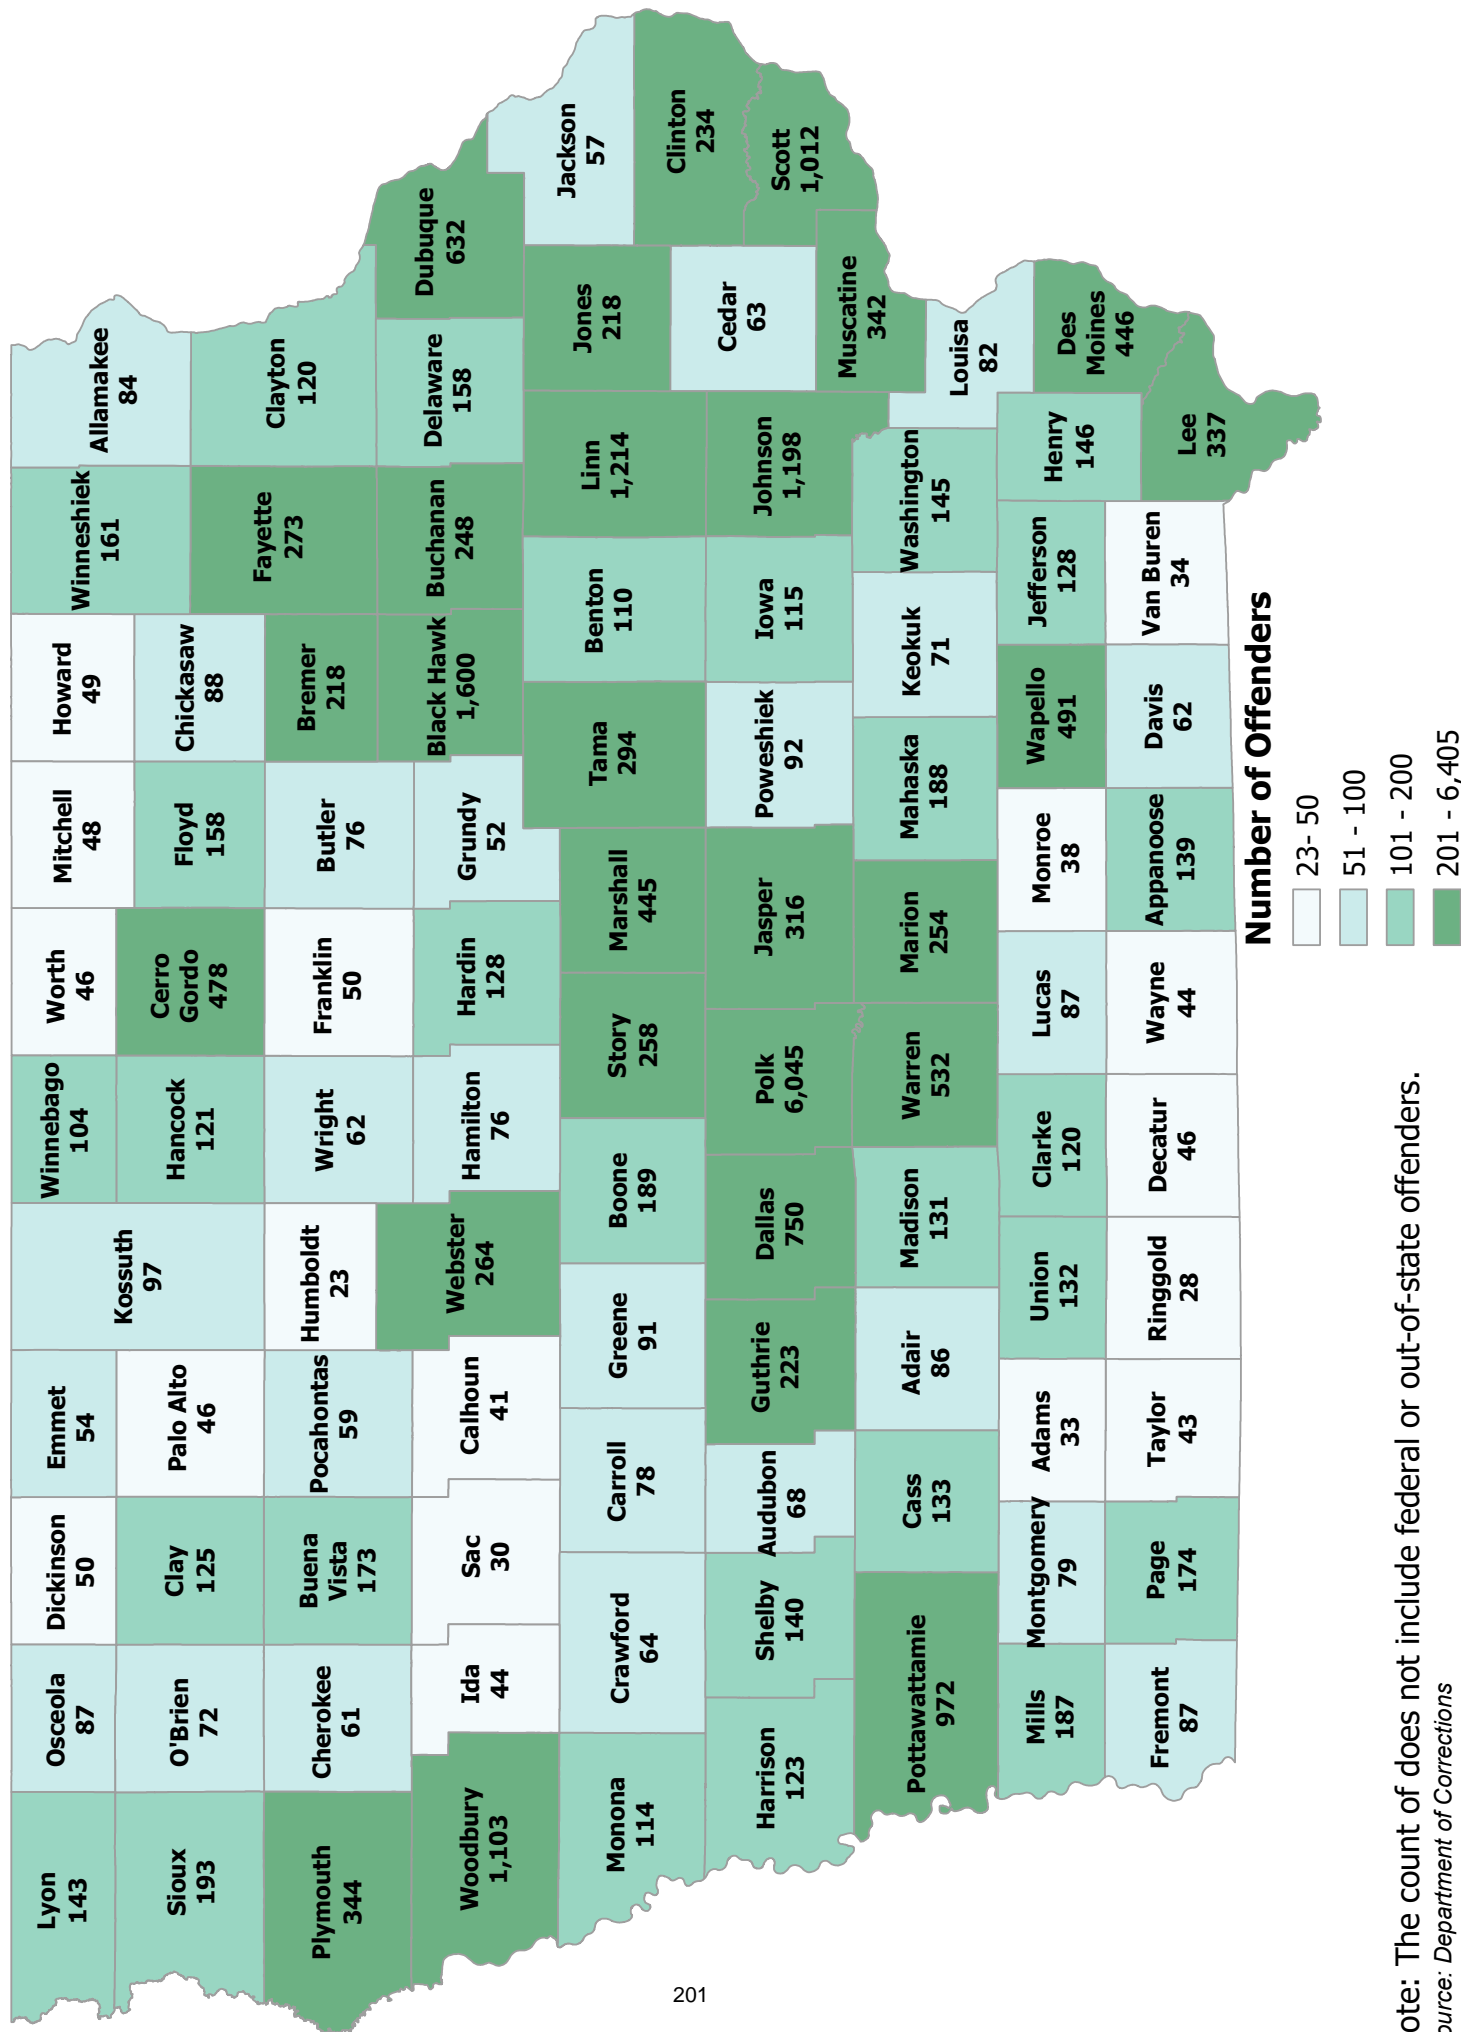 Lyon
143
Osceola
87
Dickinson
50
Emmet
54
Kossuth
97
Winnebago
104
Worth
46
Mitchell
48
Howard
49
Winneshiek
161
Allamakee
84
Sioux
193
O'Brien
72
Clay
125
Palo Alto
46
Hancock
121
Cerro
Gordo
478
Floyd
158
Chickasaw
88
Fayette
273
Clayton
120
Plymouth
344
Cherokee
61
Buena
Vista
173
Pocahontas
59
Humboldt
23
Wright
62
Franklin
50
Butler
76
Bremer
218
Woodbury
1,103
Ida
44
Sac
30
Calhoun
41
Webster
264
Hamilton
76
Hardin
128
Grundy
52
Black Hawk
1,600
Buchanan
248
Delaware
158
Dubuque
632
Monona
114
Crawford
64
Carroll
78
Greene
91
Boone
189
Story
258
Marshall
445
Tama
294
Benton
110
Linn
1,214
Jones
218
Jackson
57
Clinton
234
Harrison
123
Shelby
140
Audubon
68
Guthrie
223
Dallas
750
Polk
6,045
Jasper
316
Poweshiek
92
Iowa
115
Johnson
1,198
Cedar
63
Scott
1,012
Muscatine
342
Pottawattamie
972
Cass
133
Adair
86
Madison
131
Warren
532
Marion
254
Mahaska
188
Keokuk
71
Washington
145
Louisa
82
Mills
187
Montgomery
79
Adams
33
Union
132
Clarke
120
Lucas
87
Monroe
38
Wapello
491
Jefferson
128
Henry
146
Des
Moines
446
Fremont
87
Page
174
Taylor
43
Ringgold
28
Decatur
46
Wayne
44
Appanoose
139
Davis
62
Van Buren
34
Lee
337
Number of Offenders
23- 50
51 - 100
101 - 200
201 - 6,405
ote: The count of does not include federal or out-of-state offenders.
ource: Department of Corrections
201